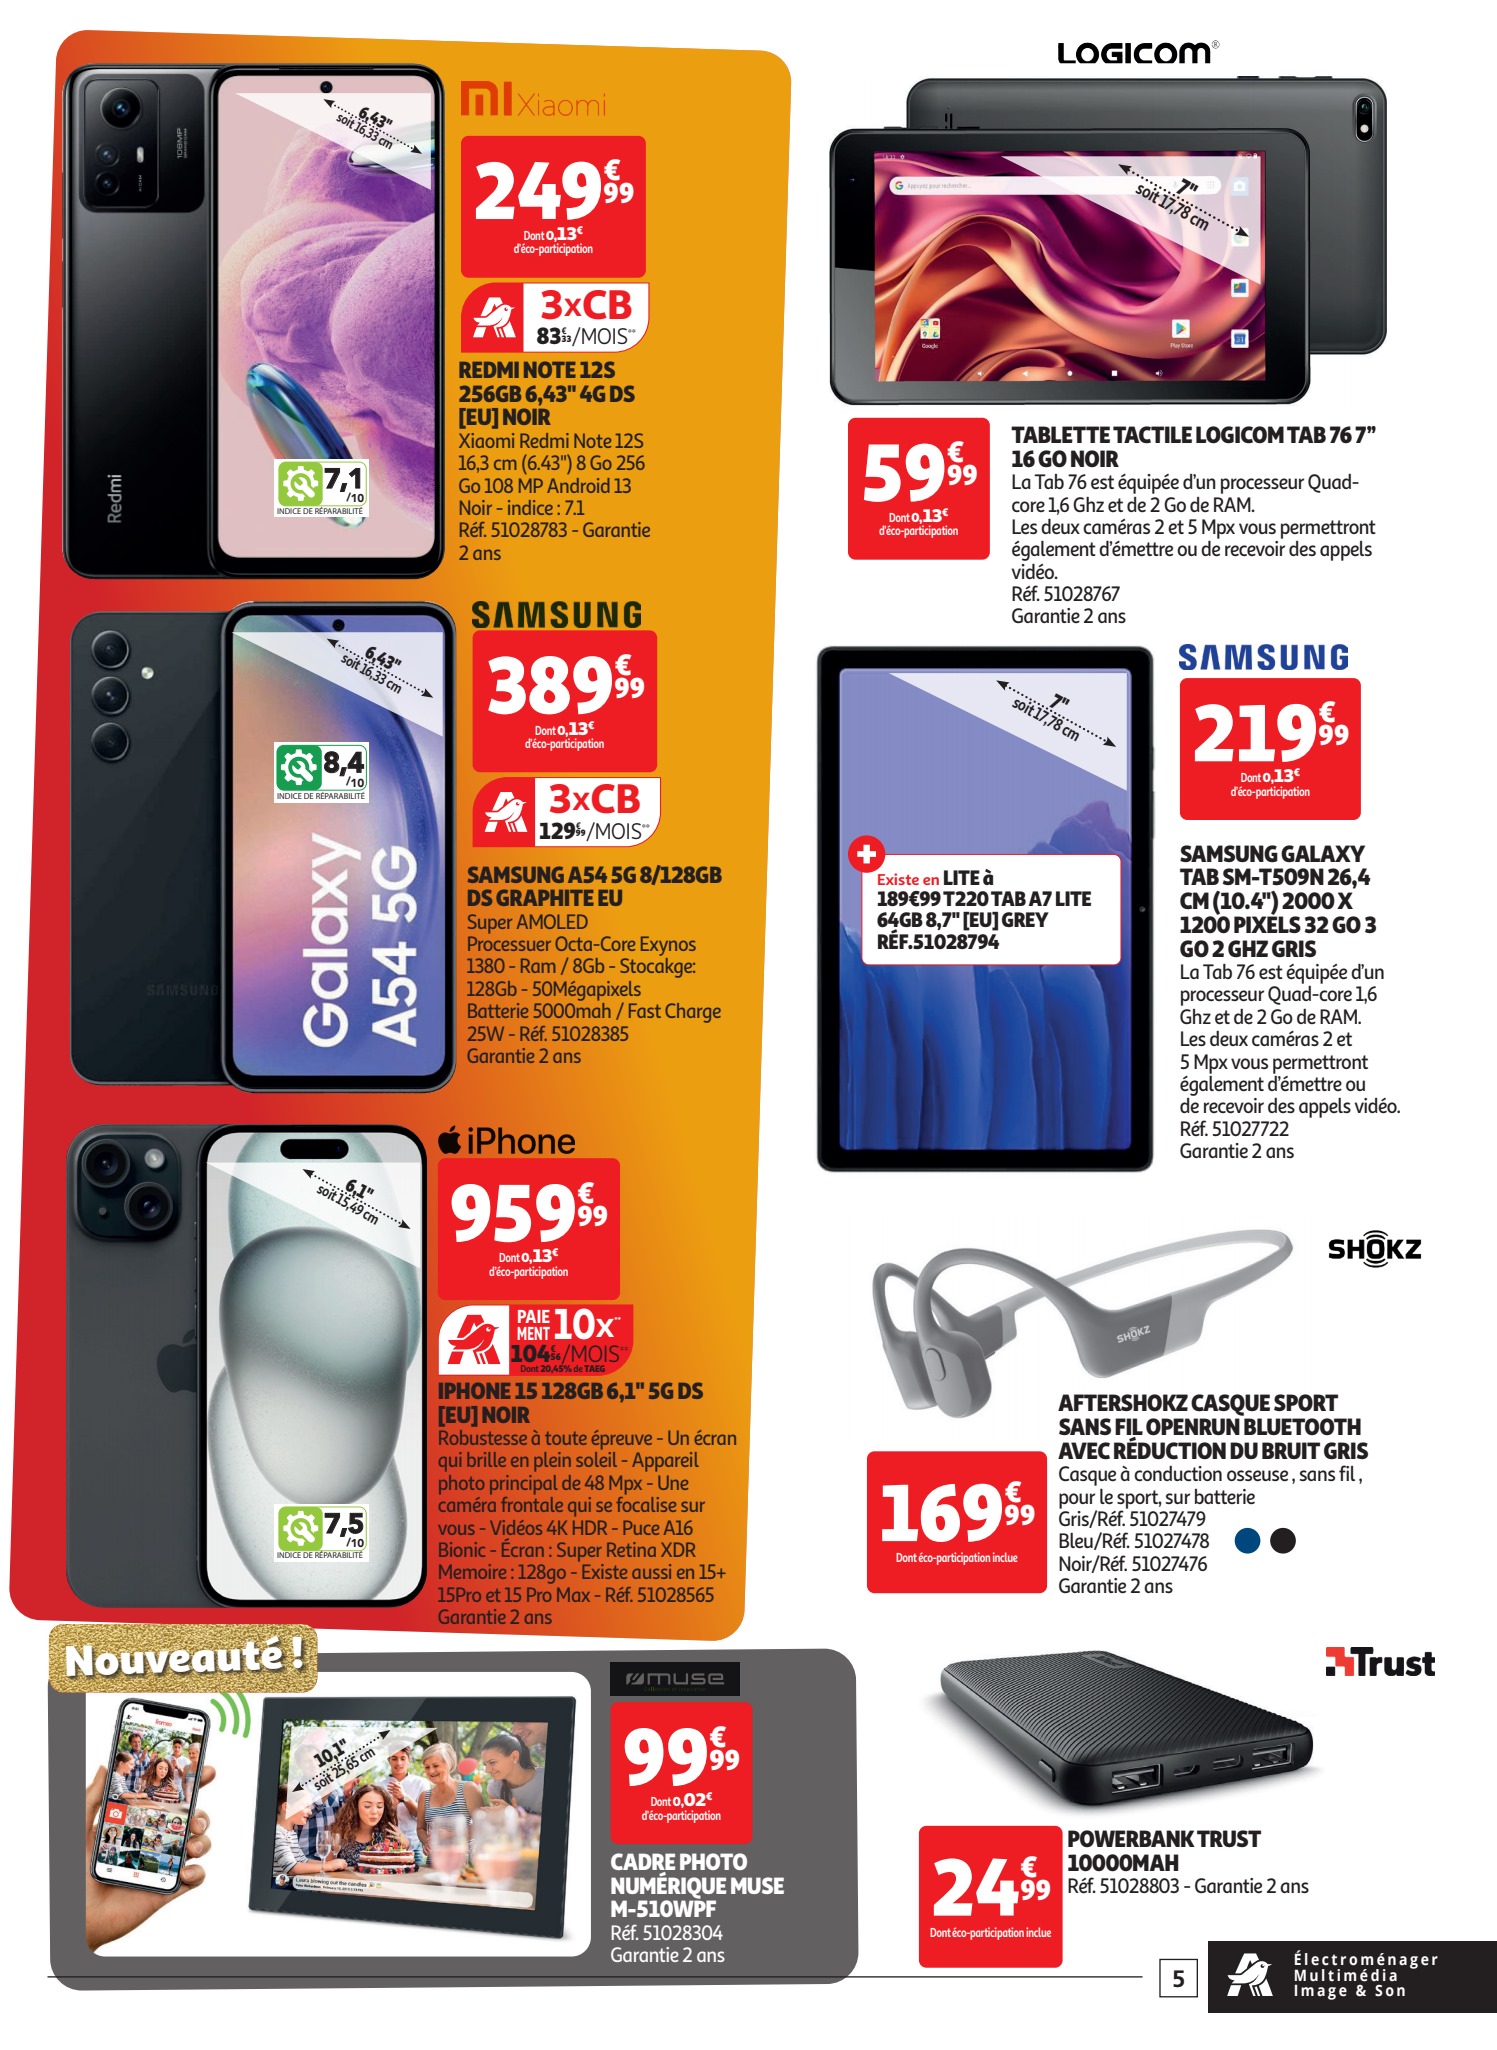 mi Xiaomi
108MP
Redmi
6,43"
soit 16,33 cm
249€99
Dont 0,13€
d'éco-participation
3xCB
83€33/MOIS**
REDMI NOTE 12S
256GB 6,43" 4G DS
[EU] NOIR
Xiaomi Redmi Note 12S
16,3 cm (6.43") 8 Go 256
Go 108 MP Android 13
Noir - indice : 7.1
Réf. 51028783 - Garantie
2 ans
7,1/10
INDICE DE RÉPARABILITÉ
SAMSUNG
6,43"
soit 16,33 cm
389€99
Dont 0,13€
d'éco-participation
3xCB
129€99/MOIS**
SAMSUNG A54 5G 8/128GB
DS GRAPHITE EU
Super AMOLED
Processuer Octa-Core Exynos
1380 - Ram / 8Gb - Stocakge:
128Gb - 50Mégapixels
Batterie 5000mah / Fast Charge
25W - Réf. 51028385
Garantie 2 ans
8,4/10
INDICE DE RÉPARABILITÉ
Galaxy
A54 5G
SAMSUNG
iPhone
6,1"
soit 15,49 cm
959€99
Dont 0,13€
d'éco-participation
PAIE
MENT 10x**
104€56/MOIS**
Dont 20,45% de TAEG
IPHONE 15 128GB 6,1" 5G DS
[EU] NOIR
Robustesse à toute épreuve - Un écran
qui brille en plein soleil - Appareil
photo principal de 48 Mpx - Une
caméra frontale qui se focalise sur
vous - Vidéos 4K HDR - Puce A16
Bionic - Écran : Super Retina XDR
Memoire : 128go - Existe aussi en 15+
15Pro et 15 Pro Max - Réf. 51028565
Garantie 2 ans
7,5/10
INDICE DE RÉPARABILITÉ
Nouveauté !
muse
10,1"
soit 25,65 cm
99€99
Dont 0,02€
d'éco-participation
CADRE PHOTO
NUMÉRIQUE MUSE
M-510WPF
Réf. 51028304
Garantie 2 ans
Laura blowing out the candles
LOGICOM®
7"
soit 17,78 cm
Appuyez pour rechercher...
Google
Play Store
59€99
Dont 0,13€
d'éco-participation
TABLETTE TACTILE LOGICOM TAB 76 7”
16 GO NOIR
La Tab 76 est équipée d’un processeur Quad-
core 1,6 Ghz et de 2 Go de RAM.
Les deux caméras 2 et 5 Mpx vous permettront
également d’émettre ou de recevoir des appels
vidéo.
Réf. 51028767
Garantie 2 ans
SAMSUNG
7"
soit 17,78 cm
219€99
Dont 0,13€
d'éco-participation
+
Existe en LITE à
189€99 T220 TAB A7 LITE
64GB 8,7" [EU] GREY
RÉF.51028794
SAMSUNG GALAXY
TAB SM-T509N 26,4
CM (10.4") 2000 X
1200 PIXELS 32 GO 3
GO 2 GHZ GRIS
La Tab 76 est équipée d’un
processeur Quad-core 1,6
Ghz et de 2 Go de RAM.
Les deux caméras 2 et
5 Mpx vous permettront
également d’émettre ou
de recevoir des appels vidéo.
Réf. 51027722
Garantie 2 ans
SHOKZ
SHOKZ
169€99
Dont éco-participation inclue
AFTERSHOKZ CASQUE SPORT
SANS FIL OPENRUN BLUETOOTH
AVEC RÉDUCTION DU BRUIT GRIS
Casque à conduction osseuse , sans fil ,
pour le sport, sur batterie
Gris/Réf. 51027479
Bleu/Réf. 51027478
Noir/Réf. 51027476
Garantie 2 ans
Trust
24€99
Dont éco-participation inclue
POWERBANK TRUST
10000MAH
Réf. 51028803 - Garantie 2 ans
5
Électroménager
Multimédia
Image & Son